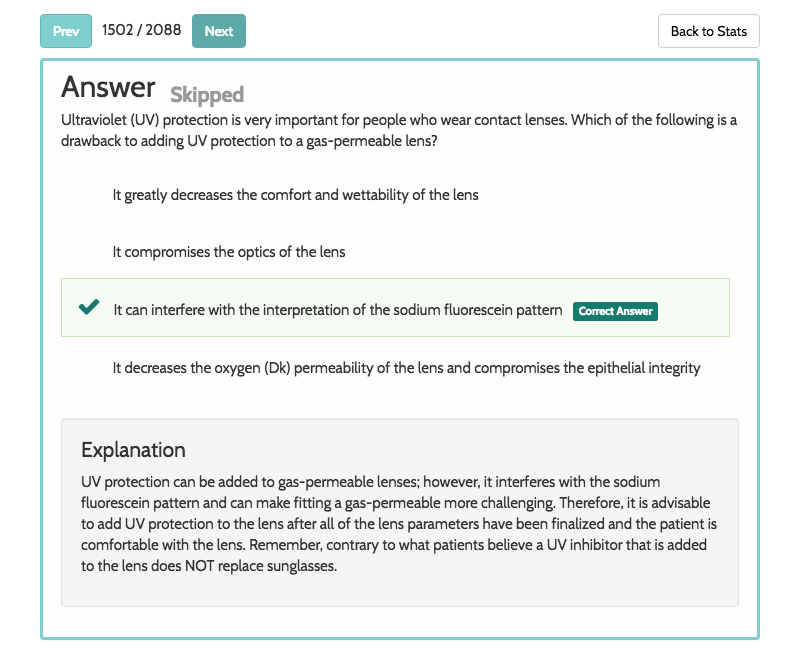 Prev 1502 / 2088 Next Back to Stats
Answer Skipped
Ultraviolet (UV) protection is very important for people who wear contact lenses. Which of the following is a
drawback to adding UV protection to a gas-permeable lens?
It greatly decreases the comfort and wettability of the lens
It compromises the optics of the lens
It can interfere with the interpretation of the sodium fluorescein pattern Correct Answer
It decreases the oxygen (Dk) permeability of the lens and compromises the epithelial integrity
Explanation
UV protection can be added to gas-permeable lenses; however, it interferes with the sodium
fluorescein pattern and can make fitting a gas-permeable more challenging. Therefore, it is advisable
to add UV protection to the lens after all of the lens parameters have been finalized and the patient is
comfortable with the lens. Remember, contrary to what patients believe a UV inhibitor that is added
to the lens does NOT replace sunglasses.